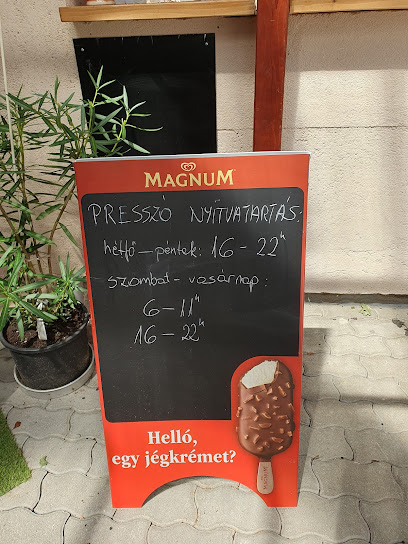 MAGNUM
PRESSZÓ NYITVATARTÁS:
hétfő - péntek: 16 - 22h
szombat - vasárnap:
6 - 11h
16 - 22h
Helló,
egy jégkrémet?